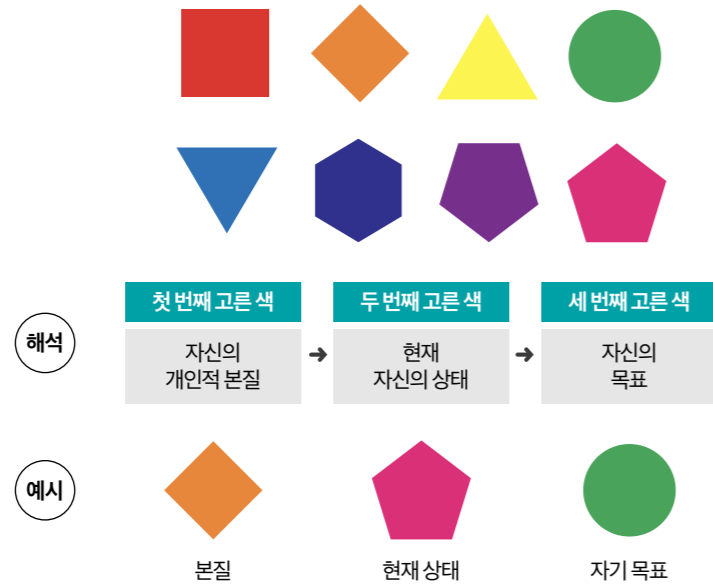 해석
첫 번째 고른 색
두 번째 고른 색
세 번째 고른 색
자신의
개인적 본질
➜
현재
자신의 상태
➜
자신의
목표
예시
본질
현재 상태
자기 목표